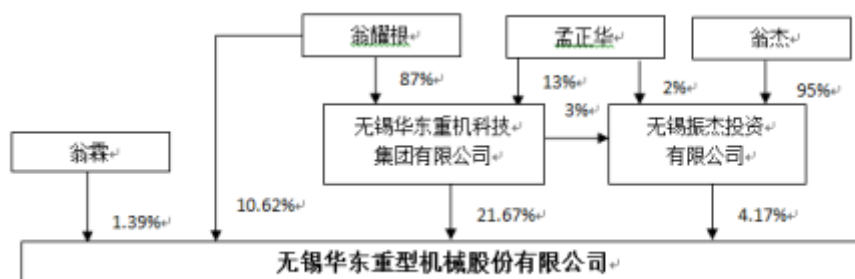 翁耀根
孟正华
翁杰
87%
13%
2%
95%
3%
无锡华东重机科技
集团有限公司
无锡振杰投资
有限公司
翁霖
1.39%
10.62%
21.67%
4.17%
无锡华东重型机械股份有限公司